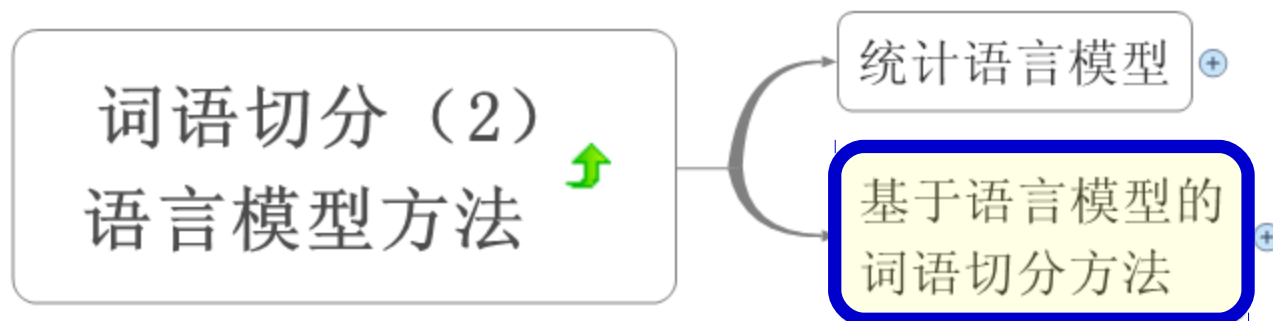 词语切分（2）
语言模型方法
统计语言模型
基于语言模型的
词语切分方法